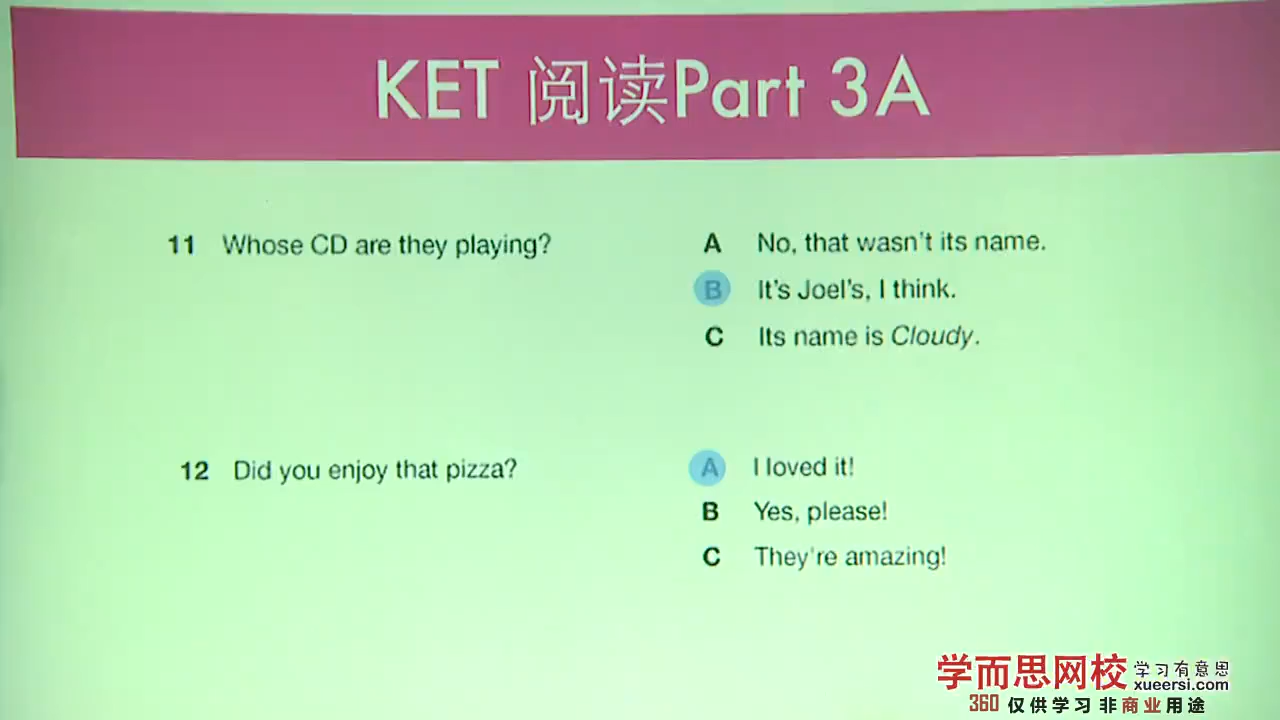 KET 阅读Part 3A
11 Whose CD are they playing?
A No, that wasn't its name.
B It's Joel's, I think.
C Its name is Cloudy.
12 Did you enjoy that pizza?
A I loved it!
B Yes, please!
C They're amazing!
学而思网校 学习有意思
xueersi.com
360 仅供学习 非商业用途